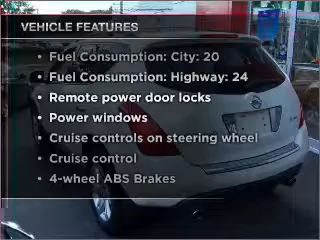 VEHICLE FEATURES
• Fuel Consumption: City: 20
• Fuel Consumption: Highway: 24
• Remote power door locks
• Power windows
• Cruise controls on steering wheel
• Cruise control
• 4-wheel ABS Brakes